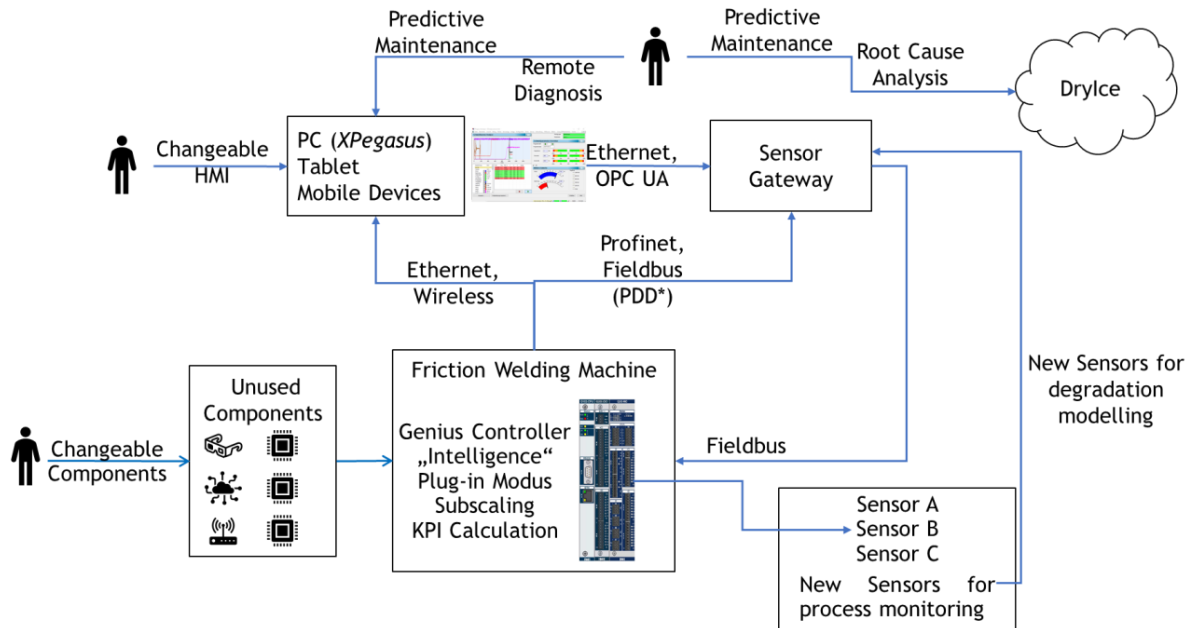 Predictive
Maintenance
Predictive
Maintenance
Remote
Diagnosis
Root Cause
Analysis
DryIce
Changeable
HMI
PC (XPegasus)
Tablet
Mobile Devices
Ethernet,
OPC UA
Sensor
Gateway
Ethernet,
Wireless
Profinet,
Fieldbus
(PDD*)
New Sensors for
degradation
modelling
Changeable
Components
Unused
Components
Friction Welding Machine
Genius Controller
„Intelligence“
Plug-in Modus
Subscaling
KPI Calculation
Fieldbus
Sensor A
Sensor B
Sensor C
New Sensors for
process monitoring